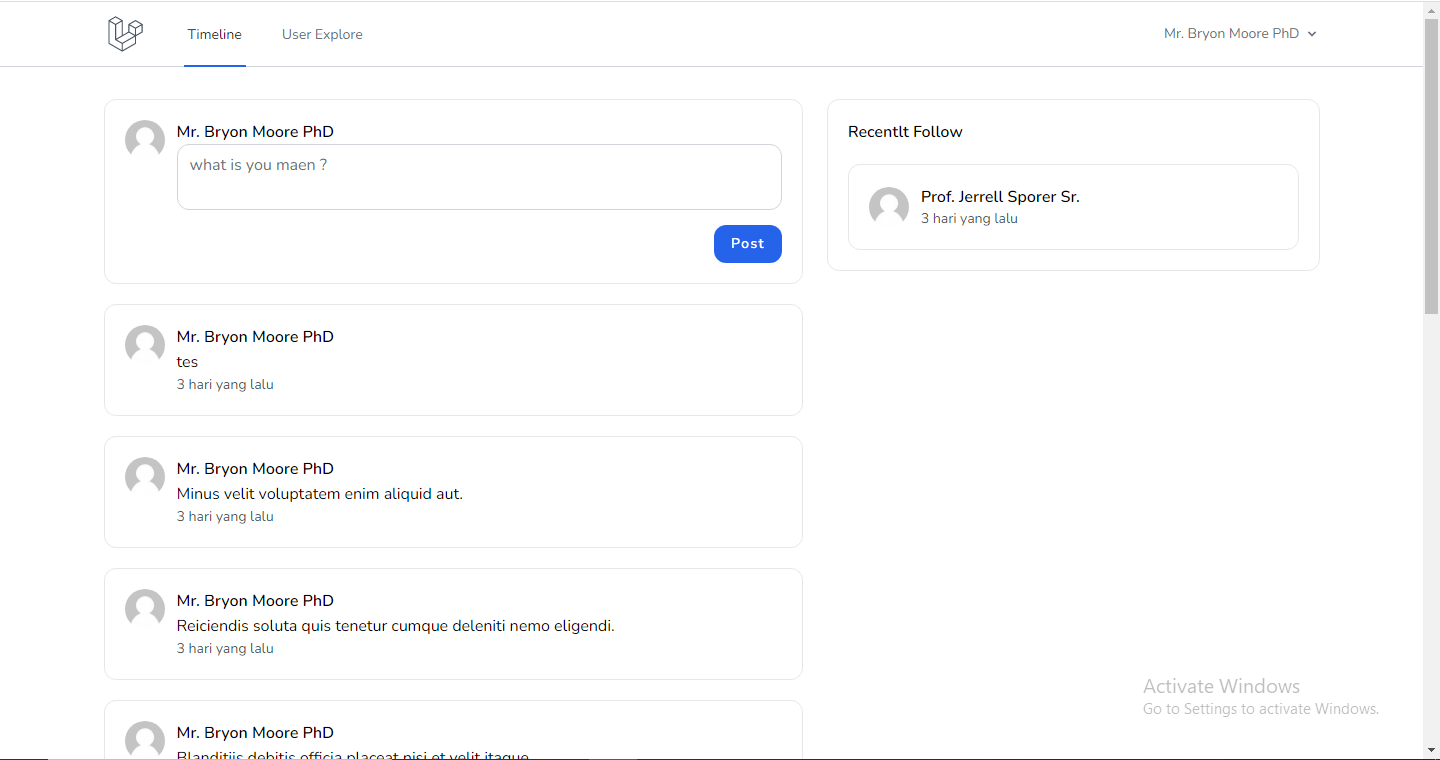 Timeline
User Explore
Mr. Bryon Moore PhD
Mr. Bryon Moore PhD
what is you maen ?
Post
Mr. Bryon Moore PhD
tes
3 hari yang lalu
Mr. Bryon Moore PhD
Minus velit voluptatem enim aliquid aut.
3 hari yang lalu
Mr. Bryon Moore PhD
Reiciendis soluta quis tenetur cumque deleniti nemo eligendi.
3 hari yang lalu
Mr. Bryon Moore PhD
Blanditiis debitis officia placeat nisi et velit itaque.
Recentlt Follow
Prof. Jerrell Sporer Sr.
3 hari yang lalu
Activate Windows
Go to Settings to activate Windows.